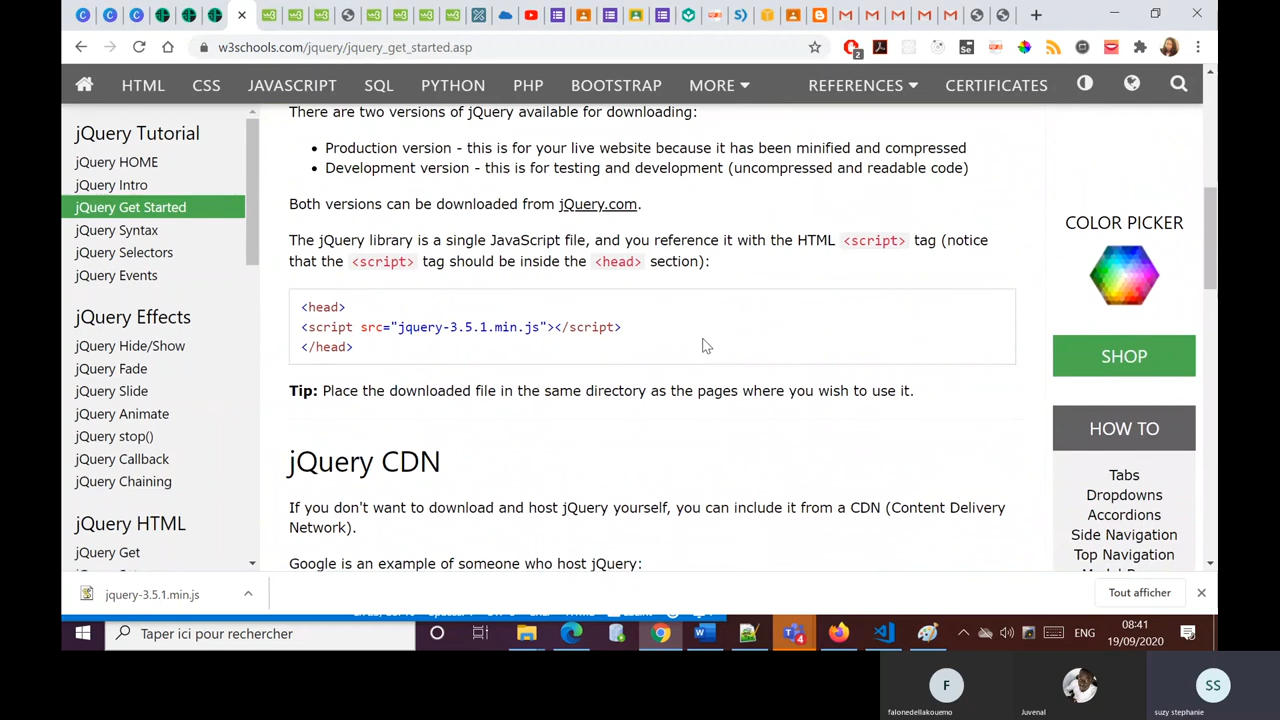 w3schools.com/jquery/jquery_get_started.asp
2
HTML CSS JAVASCRIPT SQL PYTHON PHP BOOTSTRAP MORE REFERENCES CERTIFICATES
jQuery Tutorial
jQuery HOME
jQuery Intro
jQuery Get Started
jQuery Syntax
jQuery Selectors
jQuery Events
jQuery Effects
jQuery Hide/Show
jQuery Fade
jQuery Slide
jQuery Animate
jQuery stop()
jQuery Callback
jQuery Chaining
jQuery HTML
jQuery Get
There are two versions of jQuery available for downloading:
• Production version - this is for your live website because it has been minified and compressed
• Development version - this is for testing and development (uncompressed and readable code)
Both versions can be downloaded from jQuery.com.
The jQuery library is a single JavaScript file, and you reference it with the HTML <script> tag (notice
that the <script> tag should be inside the <head> section):
<head>
<script src="jquery-3.5.1.min.js"></script>
</head>
Tip: Place the downloaded file in the same directory as the pages where you wish to use it.
jQuery CDN
If you don't want to download and host jQuery yourself, you can include it from a CDN (Content Delivery
Network).
Google is an example of someone who host jQuery:
COLOR PICKER
SHOP
HOW TO
Tabs
Dropdowns
Accordions
Side Navigation
Top Navigation
jquery-3.5.1.min.js
Tout afficher
Taper ici pour rechercher
4
ENG
08:41
19/09/2020
F
falonedellakouemo
Juvenal
SS
suzy stephanie